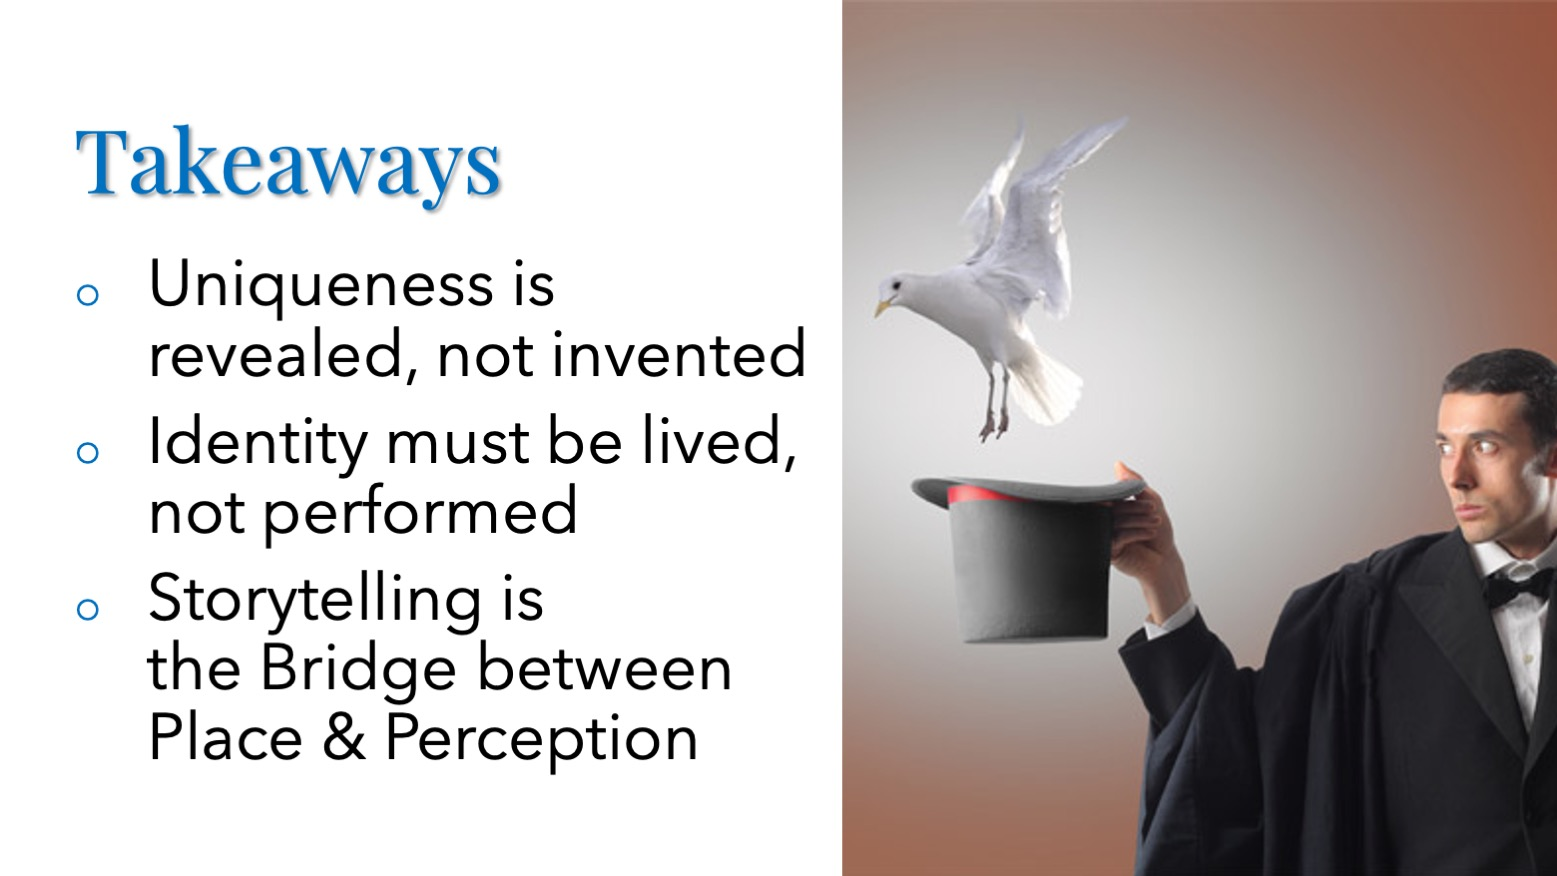 Takeaways
Uniqueness is
revealed, not invented
Identity must be lived,
not performed
Storytelling is
the Bridge between
Place & Perception